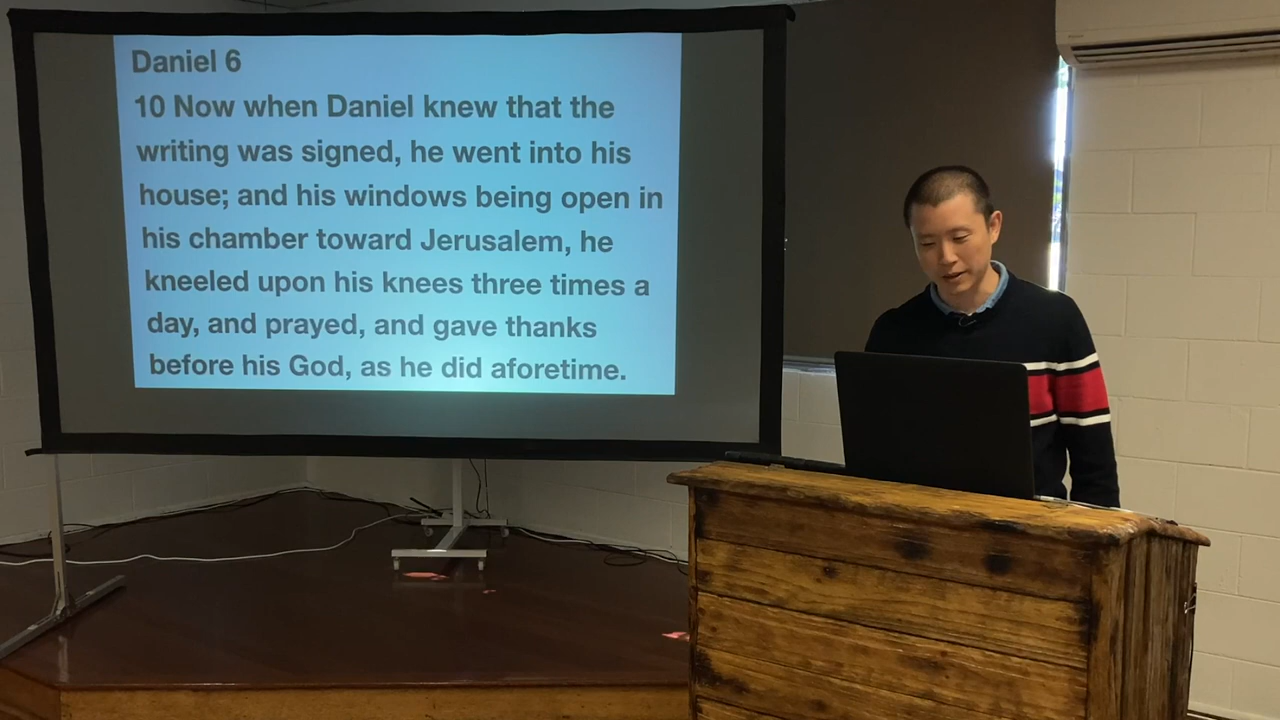 Daniel 6
10 Now when Daniel knew that the
writing was signed, he went into his
house; and his windows being open in
his chamber toward Jerusalem, he
kneeled upon his knees three times a
day, and prayed, and gave thanks
before his God, as he did aforetime.